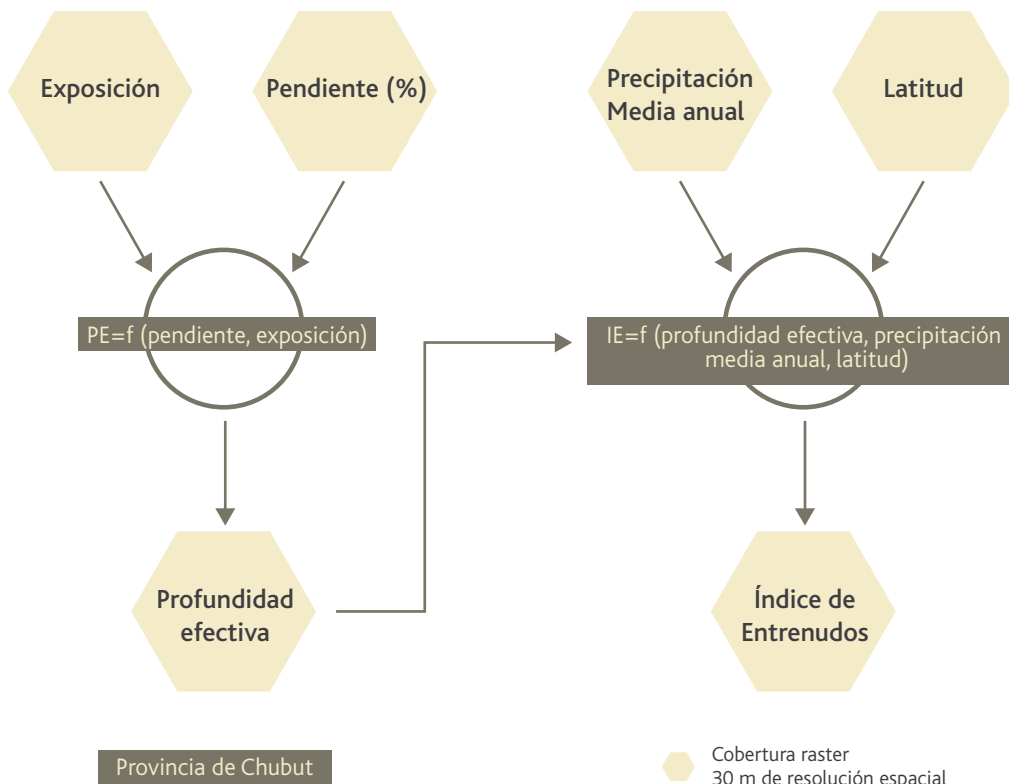 Exposición
Pendiente (%)
Precipitación
Media anual
Latitud
PE=f (pendiente, exposición)
IE=f (profundidad efectiva, precipitación
media anual, latitud)
Profundidad
efectiva
Índice de
Entrenudos
Provincia de Chubut
Cobertura raster
30 m de resolución espacial